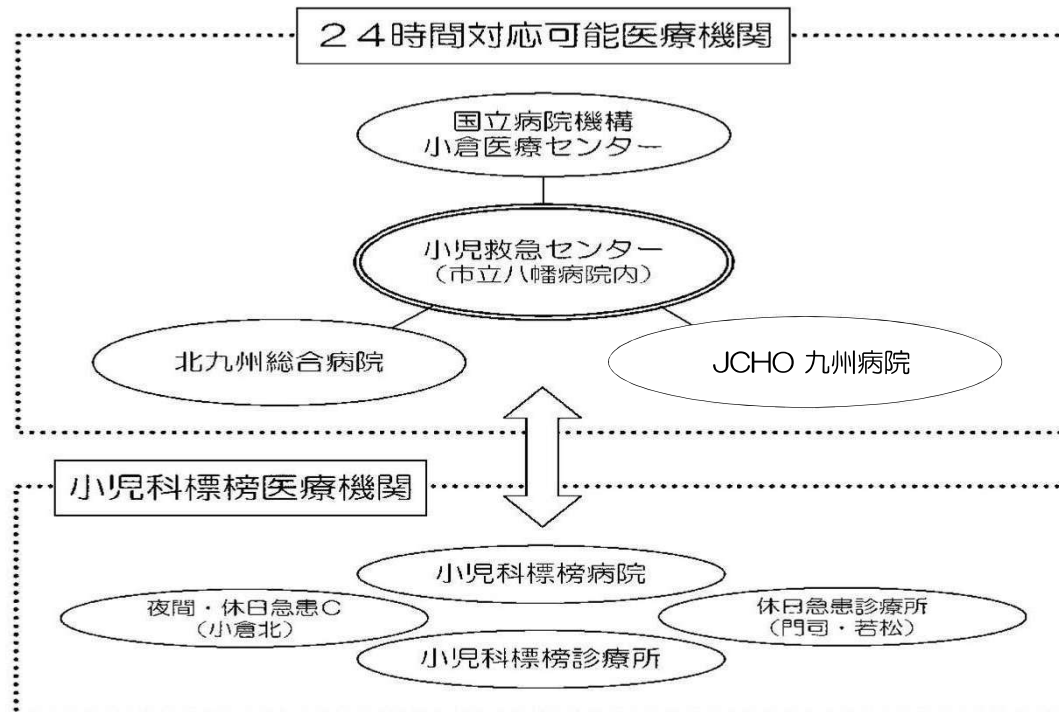 24時間対応可能医療機関
国立病院機構
小倉医療センター
小児救急センター
(市立八幡病院内)
北九州総合病院
JCHO 九州病院
小児科標榜医療機関
小児科標榜病院
夜間・休日急患C
(小倉北)
休日急患診療所
(門司・若松)
小児科標榜診療所